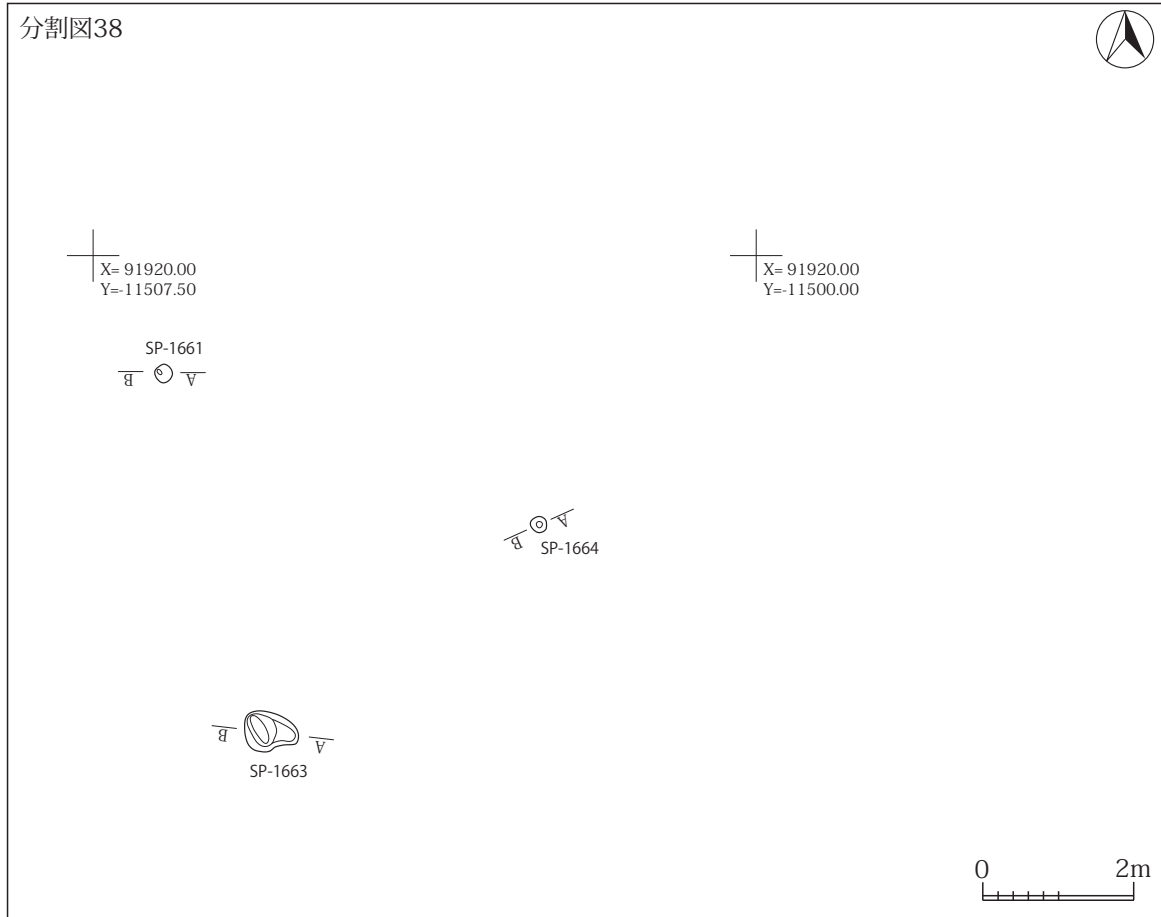 分割図38
X= 91920.00
Y=-11507.50
X= 91920.00
Y=-11500.00
SP-1661
B A
A
B
SP-1664
B
A
SP-1663
0 2m